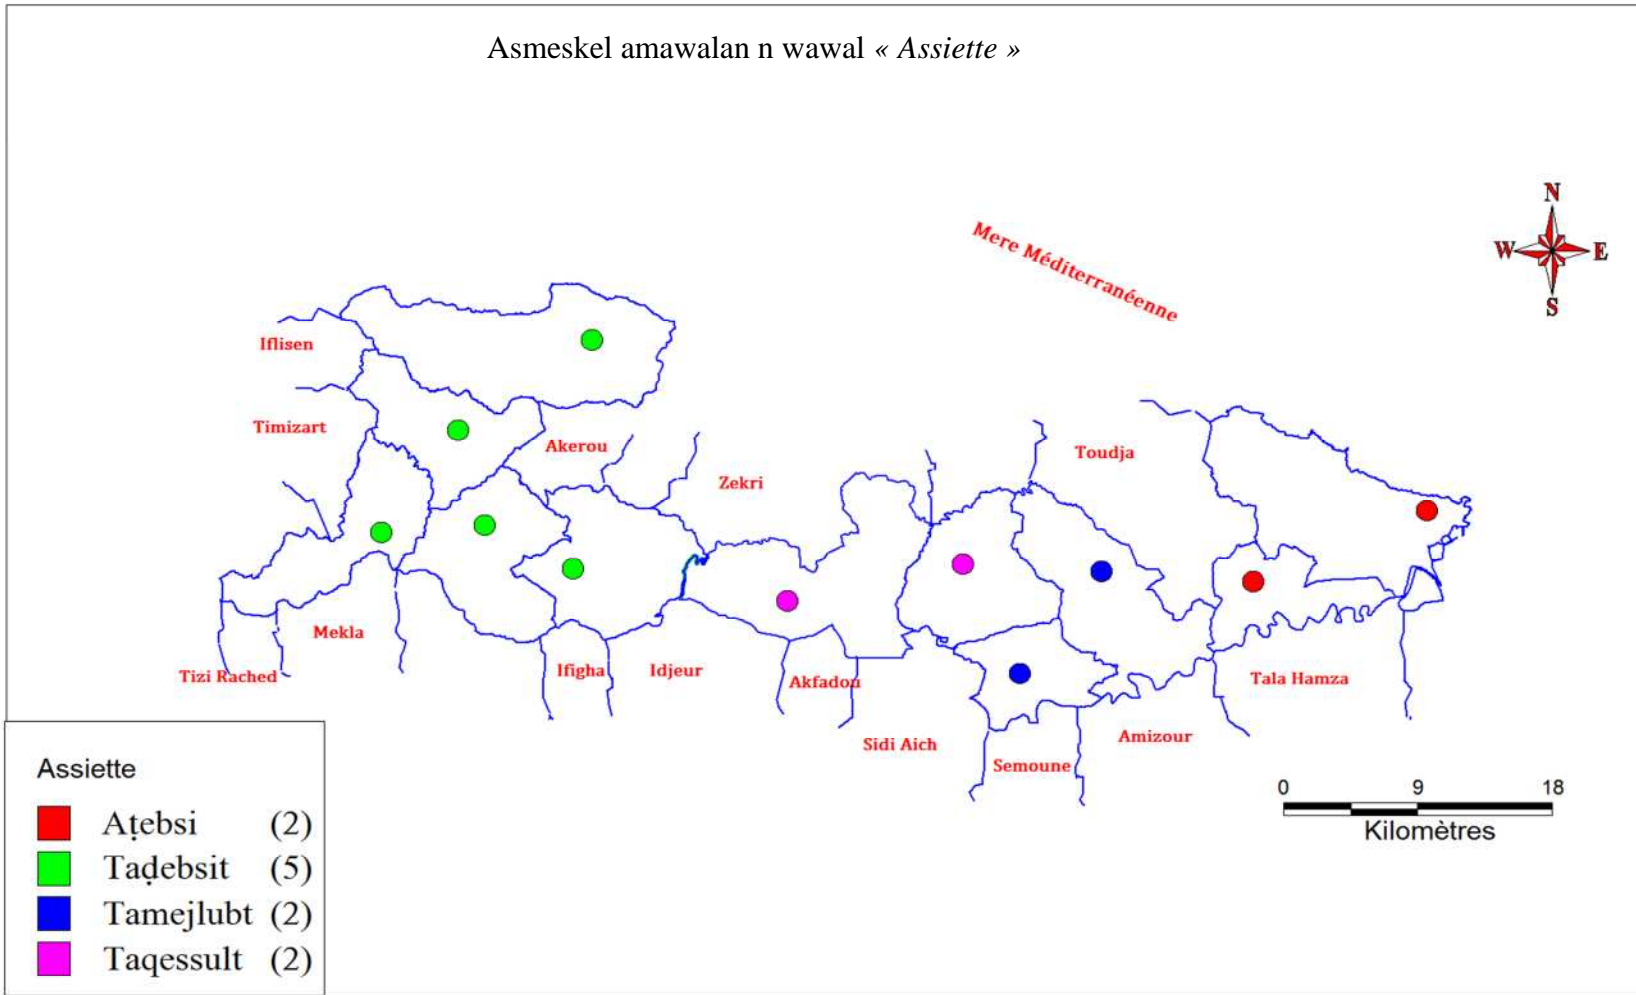 Asmeskel amawalan n wawal « Assiette »
N
W E
S
Mere Méditerranéenne
Iflisen
Timizart
Akerou
Zekri
Toudja
Mekla
Tizi Rached
Ifigha
Idjeur
Akfadou
Tala Hamza
Sidi Aich
Semoune
Amizour
0 9 18
Kilomètres
Assiette
Aṭebsi (2)
Taḍebsit (5)
Tamejlubt (2)
Taqessult (2)